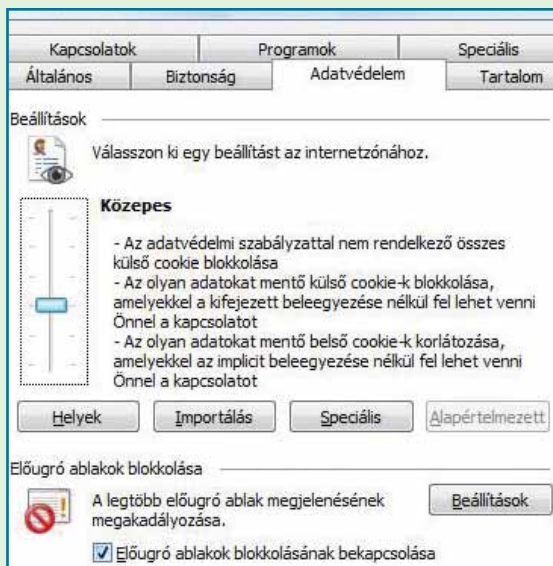 Kapcsolatok Programok Speciális
Általános Biztonság Adatvédelem Tartalom
Beállítások
Válasszon ki egy beállítást az internetzónához.
Közepes
- Az adatvédelmi szabályzattal nem rendelkező összes
külső cookie blokkolása
- Az olyan adatokat mentő külső cookie-k blokkolása,
amelyekkel a kifejezett beleegyezése nélkül fel lehet venni
Önnel a kapcsolatot
- Az olyan adatokat mentő belső cookie-k korlátozása,
amelyekkel az implicit beleegyezése nélkül fel lehet venni
Önnel a kapcsolatot
Helyek Importálás Speciális Alapértelmezett
Előugró ablakok blokkolása
A legtöbb előugró ablak megjelenésének
megakadályozása.
Beállítások
Előugró ablakok blokkolásának bekapcsolása